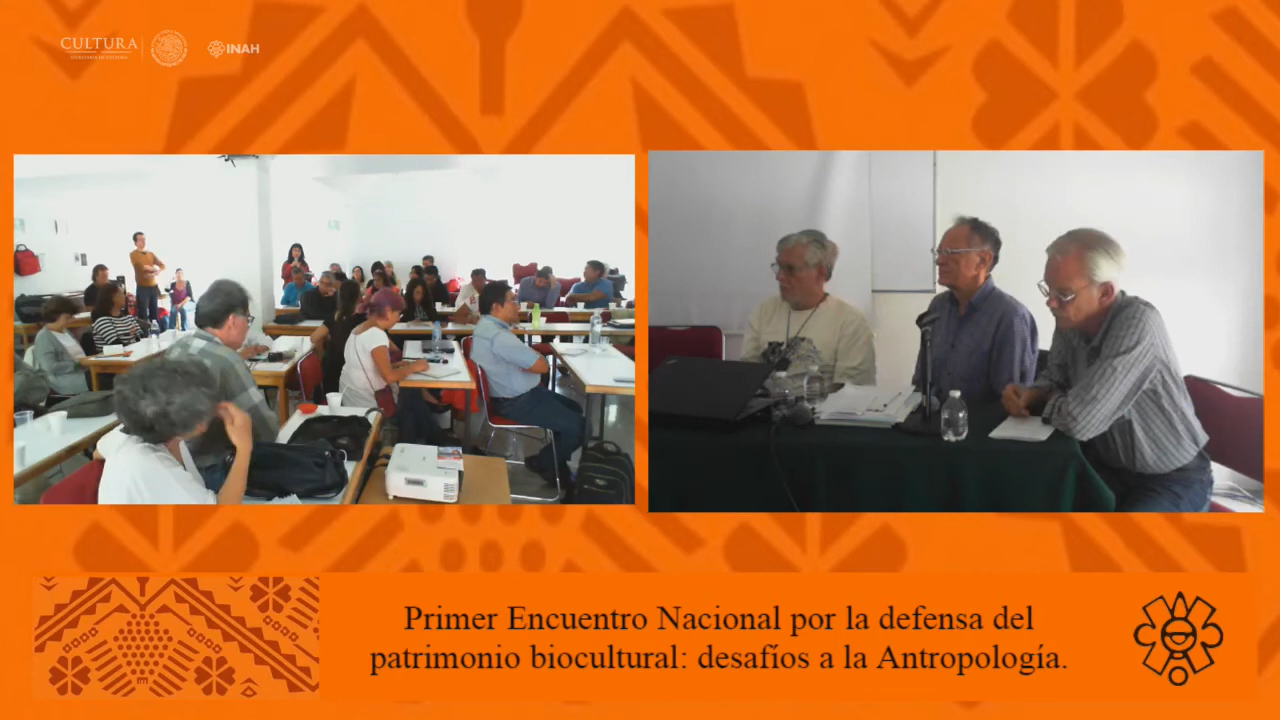 CULTURA
SECRETARÍA DE CULTURA
INAH
Primer Encuentro Nacional por la defensa del
patrimonio biocultural: desafíos a la Antropología.